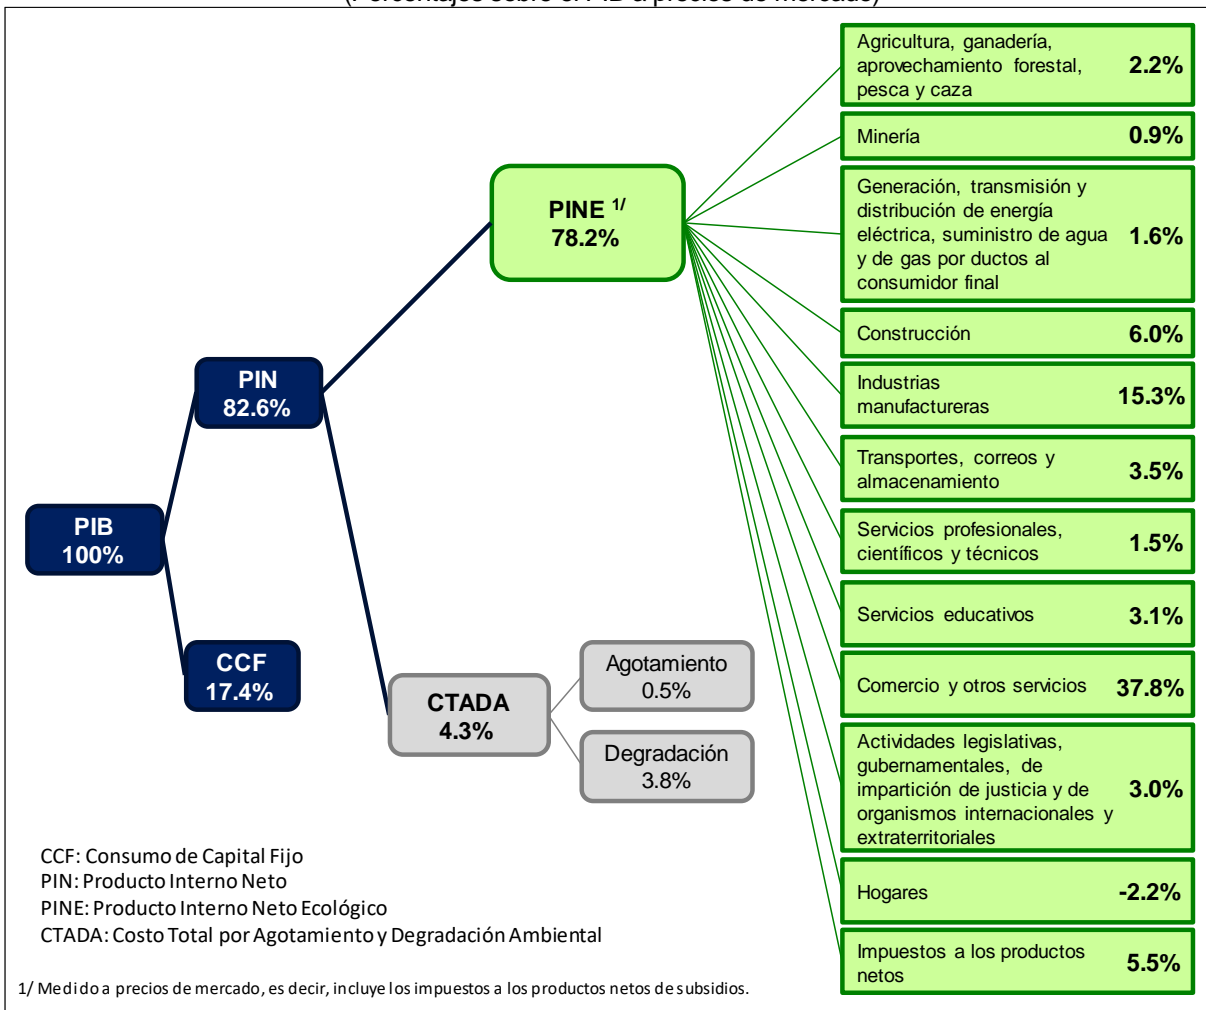 (Porcentajes sobre el PIB a precios de mercado)
Agricultura, ganadería,
aprovechamiento forestal,
pesca y caza
2.2%
Minería
0.9%
PINE 1/
78.2%
Generación, transmisión y
distribución de energía
eléctrica, suministro de agua
y de gas por ductos al
consumidor final
1.6%
Construcción
6.0%
PIN
82.6%
Industrias
manufactureras
15.3%
Transportes, correos y
almacenamiento
3.5%
PIB
100%
Servicios profesionales,
científicos y técnicos
1.5%
Servicios educativos
3.1%
CCF
17.4%
Agotamiento
0.5%
Comercio y otros servicios
37.8%
CTADA
4.3%
Degradación
3.8%
Actividades legislativas,
gubernamentales, de
impartición de justicia y de
organismos internacionales y
extraterritoriales
3.0%
CCF: Consumo de Capital Fijo
PIN: Producto Interno Neto
PINE: Producto Interno Neto Ecológico
CTADA: Costo Total por Agotamiento y Degradación Ambiental
Hogares
-2.2%
Impuestos a los productos
netos
5.5%
1/ Medido a precios de mercado, es decir, incluye los impuestos a los productos netos de subsidios.